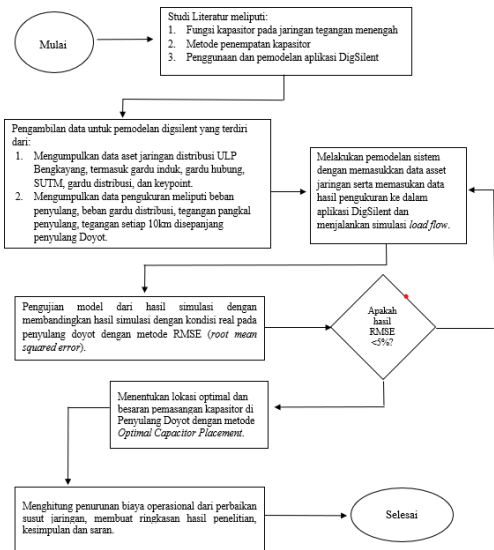 Mulai
Studi Literatur meliputi:
1. Fungsi kapasitor pada jaringan tegangan menengah
2. Metode penempatan kapasitor
3. Penggunaan dan pemodelan aplikasi DigSilent
Pengambilan data untuk pemodelan digsilent yang terdiri
dari:
1. Mengumpulkan data aset jaringan distribusi ULP
Bengkayang, termasuk gardu induk, gardu hubung,
SUTM, gardu distribusi, dan keypoint.
2. Mengumpulkan data pengukuran meliputi beban
penyulang, beban gardu distribusi, tegangan pangkal
penyulang, tegangan setiap 10km disepanjang
penyulang Doyot.
Melakukan pemodelan sistem
dengan memasukkan data asset
jaringan serta memasukan data
hasil pengukuran ke dalam
aplikasi DigSilent dan
menjalankan simulasi load flow.
Pengujian model dari hasil simulasi dengan
membandingkan hasil simulasi dengan kondisi real pada
penyulang doyot dengan metode RMSE (root mean
squared error).
Apakah
hasil
RMSE
<5%?
Menentukan lokasi optimal dan
besaran pemasangan kapasitor di
Penyulang Doyot dengan metode
Optimal Capacitor Placement.
Menghitung penurunan biaya operasional dari perbaikan
susut jaringan, membuat ringkasan hasil penelitian,
kesimpulan dan saran.
Selesai